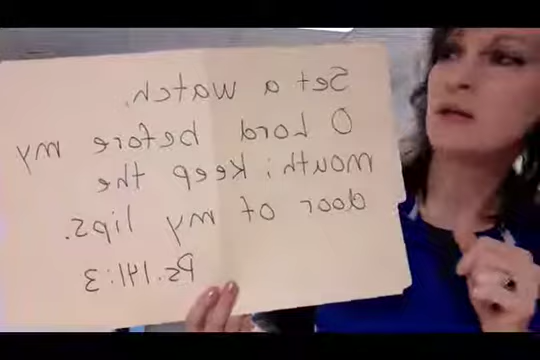 Set a watch,
O Lord before my
mouth; keep the
door of my lips.
Ps. 141:3